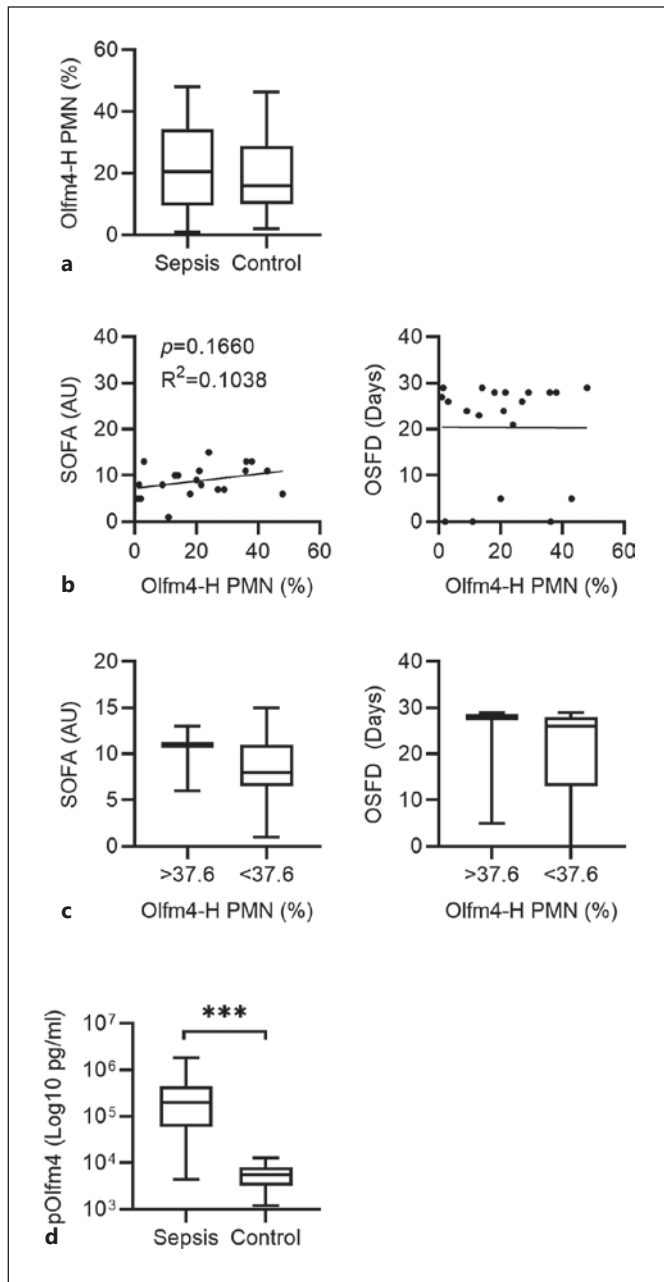 60
40
20
0
Olfm4-H PMN (%)
Sepsis Control
a
40
30
20
10
0
SOFA (AU)
p=0.1660
R²=0.1038
0 20 40 60
Olfm4-H PMN (%)
40
30
20
10
0
OSFD (Days)
0 20 40 60
Olfm4-H PMN (%)
b
20
15
10
5
0
SOFA (AU)
>37.6 <37.6
Olfm4-H PMN (%)
40
30
20
10
0
OSFD (Days)
>37.6 <37.6
Olfm4-H PMN (%)
c
10⁷
10⁶
10⁵
10⁴
10³
pOlfm4 (Log10 pg/ml)
***
Sepsis Control
d